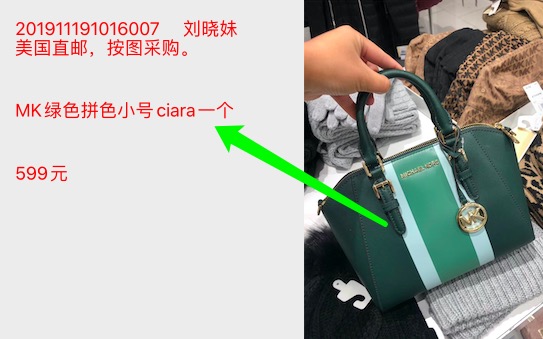 201911191016007 刘晓妹
美国直邮，按图采购。
MK绿色拼色小号ciara一个
599元
MICHAEL KORS
MK